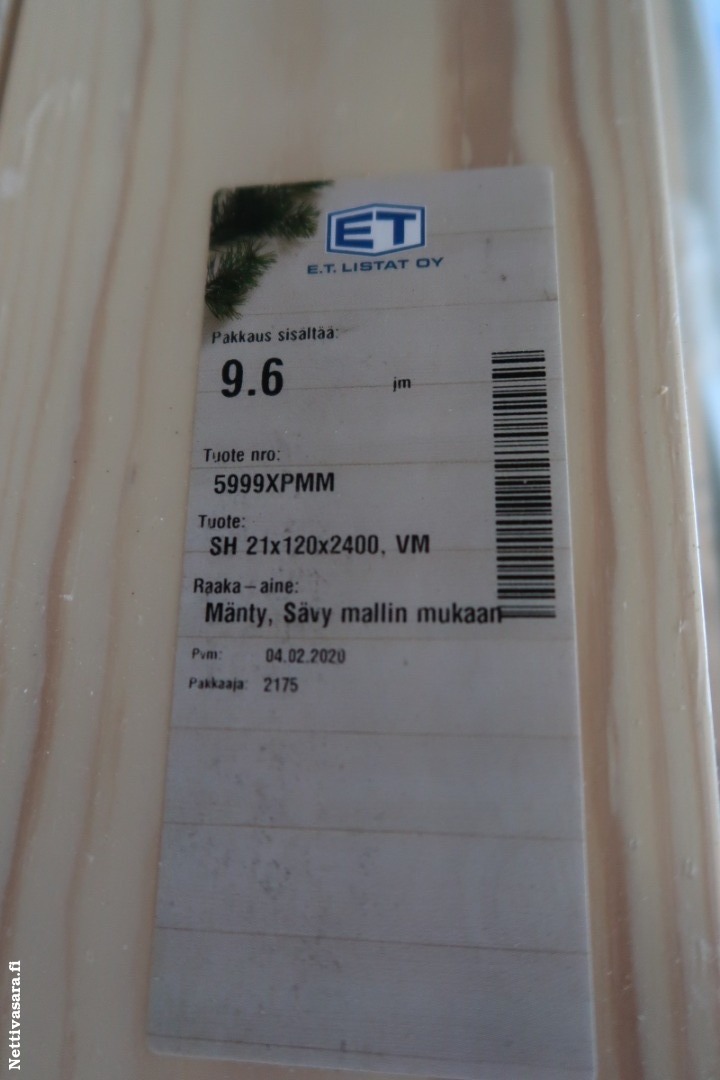 ET
E.T. LISTAT OY
Pakkaus sisältää:
9.6 jm
Tuote nro:
5999XPMM
Tuote:
SH 21x120x2400, VM
Raaka-aine:
Mänty, Sävy mallin mukaan
Pvm: 04.02.2020
Pakkaaja: 2175
Nettivasara.fi